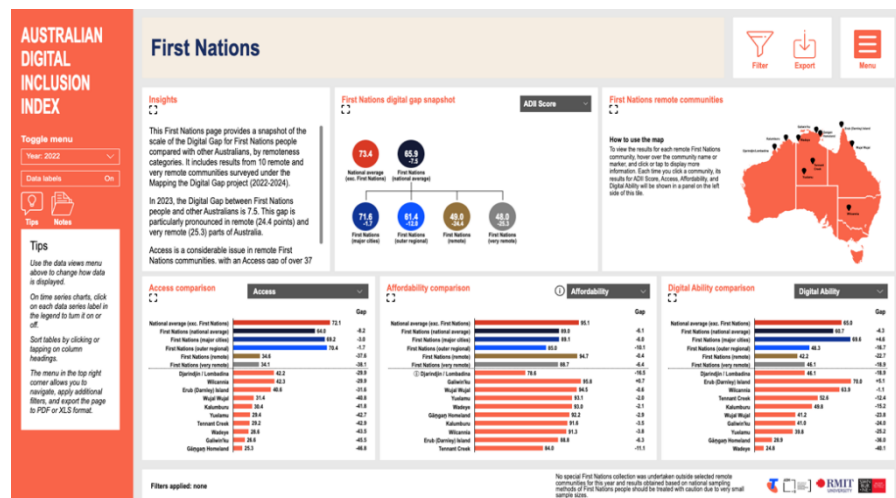 AUSTRALIAN
DIGITAL
INCLUSION
INDEX
Toggle menu
Year: 2022
Data labels On
Tips Notes
Tips
Use the data views menu
above to change how data
is displayed.
On time series charts, click
on each data series label in
the legend to turn it on or
off.
Sort tables by clicking or
tapping on column
headings.
The menu in the top right
corner allows you to
navigate, apply additional
filters, and export the page
to PDF or XLS format.
First Nations
Filter Export Menu
Insights
This First Nations page provides a snapshot of the
scale of the Digital Gap for First Nations people
compared with other Australians, by remoteness
categories. It includes results from 10 remote and
very remote communities surveyed under the
Mapping the Digital Gap project (2022-2024).
In 2023, the Digital Gap between First Nations
people and other Australians is 7.5. This gap is
particularly pronounced in remote (24.4 points) and
very remote (25.3) parts of Australia.
Access is a considerable issue in remote First
Nations communities, with an Access gap of over 37
First Nations digital gap snapshot
ADII Score
73.4
National average
(exc. First Nations)
65.9
-7.5
First Nations
(national average)
71.6
-1.7
First Nations
(major cities)
61.4
-12.0
First Nations
(outer regional)
49.0
-24.4
First Nations
(remote)
48.0
-25.3
First Nations
(very remote)
First Nations remote communities
How to use the map
To view the results for each remote First Nations
community, hover over the community name or
marker, and click or tap to display more
information. Each time you click a community, its
results for ADII Score, Access, Affordability, and
Digital Ability will be shown in a panel on the left
side of this tile.
Access comparison
Access
Gap
National average (exc. First Nations) 72.1
First Nations (national average) 64.0 -8.2
First Nations (major cities) 69.2 -3.0
First Nations (outer regional) 70.4 -1.7
First Nations (remote) 34.6 -37.6
First Nations (very remote) 34.1 -38.1
Djarindjin / Lombadina 42.2 -29.9
Wilcannia 42.3 -29.9
Erub (Darnley) Island 40.6 -31.6
Wujal Wujal 31.4 -40.8
Kalumburu 30.4 -41.8
Yuelamu 29.4 -42.7
Tennant Creek 29.2 -42.9
Wadeye 28.6 -43.5
Galiwin'ku 26.6 -45.5
Gäṉgaṉ Homeland 25.3 -46.8
Affordability comparison
Affordability
Gap
National average (exc. First Nations) 95.1
First Nations (national average) 89.0 -6.1
First Nations (major cities) 89.1 -6.0
First Nations (outer regional) 85.0 -10.1
First Nations (remote) 94.7 -0.4
First Nations (very remote)
Djarindjin / Lombadina
Galiwin'ku
Wujal Wujal 94.5 -0.6
Yuelamu 93.1 -2.0
Wadeye 93.0 -2.1
Gäṉgaṉ Homeland 92.2 -2.9
Kalumburu 91.6 -3.5
Wilcannia 91.3 -3.8
Erub (Darnley) Island 88.8 -6.3
Tennant Creek 84.0 -11.1
Digital Ability comparison
Digital Ability
Gap
National average (exc. First Nations) 65.0
First Nations (national average) 60.7 -4.3
First Nations (major cities) 69.6 +4.6
First Nations (outer regional) 48.3 -16.7
First Nations (remote) 42.2 -22.7
First Nations (very remote) 46.1 -18.9
Djarindjin / Lombadina 46.1 -18.9
Galiwin'ku
Wilcannia 63.9 -1.1
Tennant Creek 52.6 -12.4
Kalumburu 49.8 -15.2
Wujal Wujal 41.2 -23.8
Galiwin'ku 41.0 -24.0
Yuelamu 39.8 -25.2
Gäṉgaṉ Homeland
Wadeye 24.8 -40.1
Filters applied: none
No special First Nations collection was undertaken outside selected remote
communities for this year and results obtained based on national sampling
methods of First Nations people should be treated with caution due to very small
sample sizes.
RMIT
UNIVERSITY